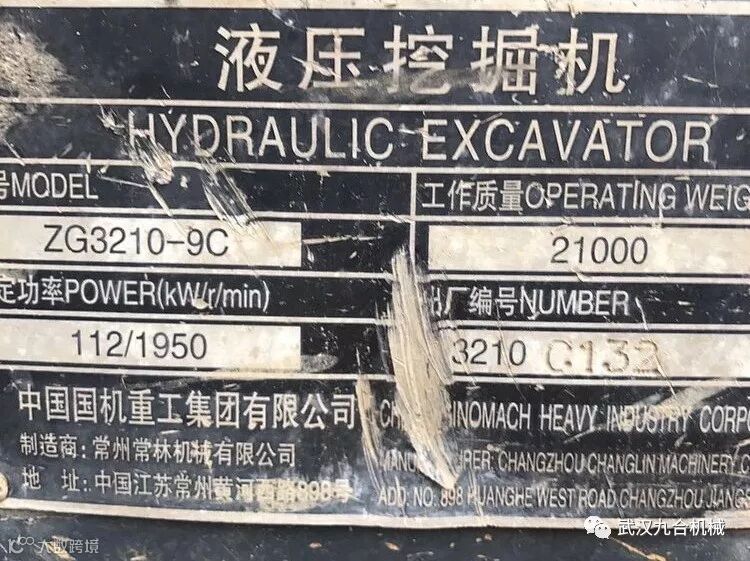 液压挖掘机
HYDRAULIC EXCAVATOR
号MODEL
工作质量OPERATING WEIG
ZG3210-9C
21000
定功率POWER(kW/r/min)
出厂编号NUMBER
112/1950
3210 C132
中国国机重工集团有限公司
SINOMACH HEAVY INDUSTRY CORPO
制造商:常州常林机械有限公司
CHANGZHOU CHANGLIN MACHINERY C
地 址:中国江苏常州黄河西路898号
ADD: NO. 898 HUANGHE WEST ROAD CHANGZHOU JIANG
武汉九合机械
大数跨境